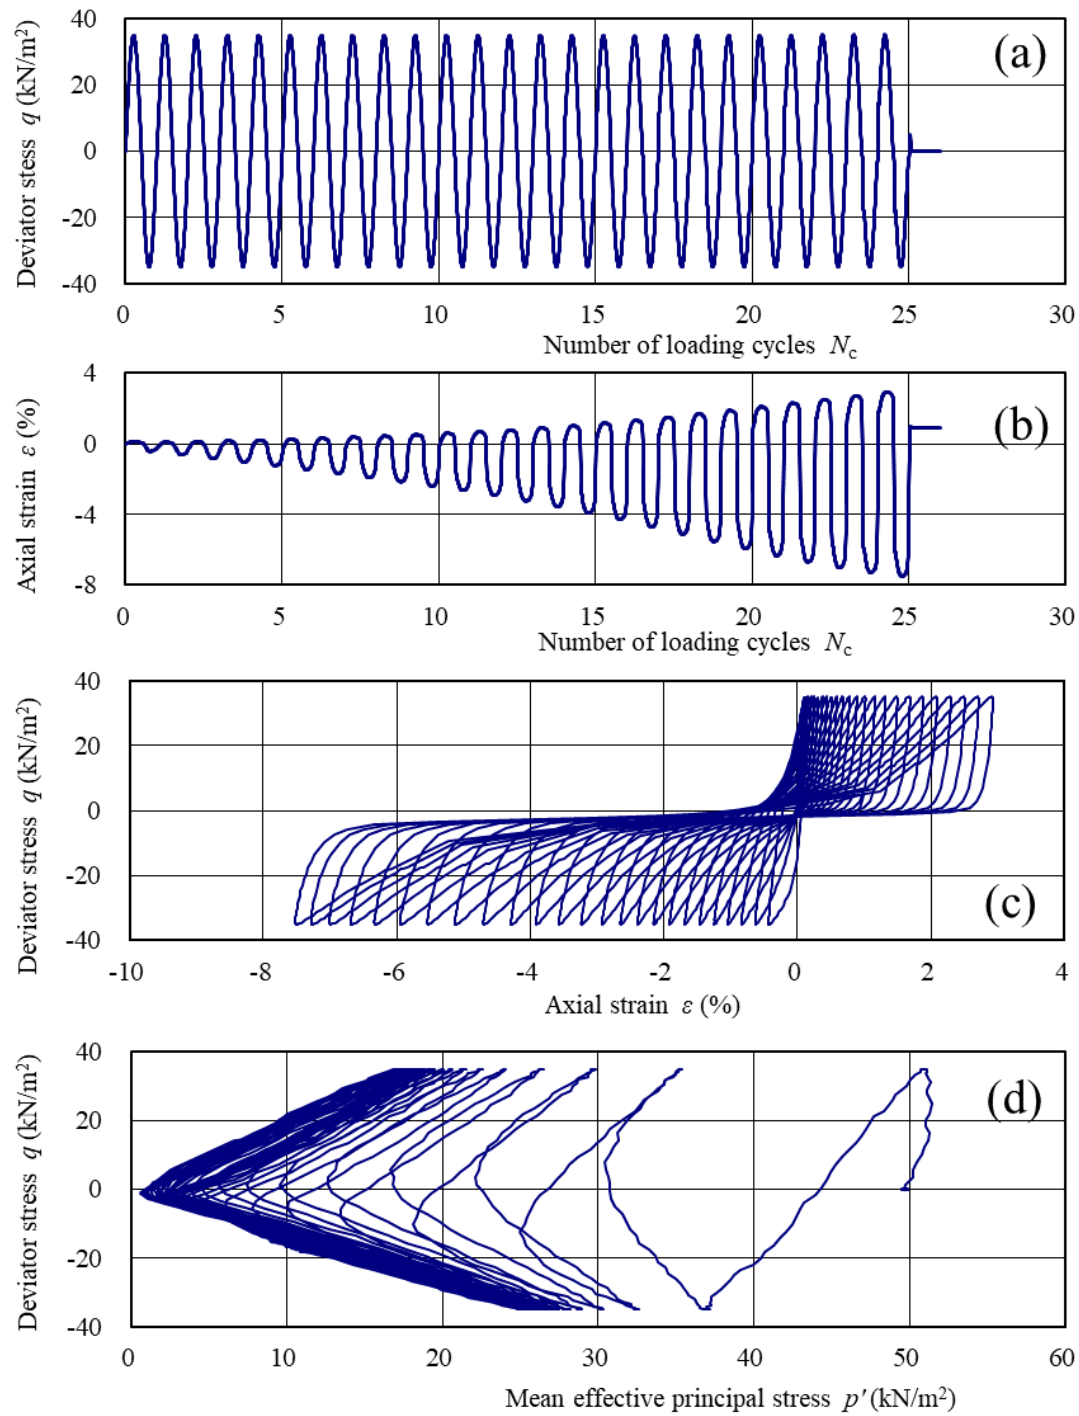 Deviator stess q (kN/m²)
40
20
0
-20
-40
(a)
0 5 10 15 20 25 30
Number of loading cycles Nc
Axial strain ε (%)
4
0
-4
-8
(b)
0 5 10 15 20 25 30
Number of loading cycles Nc
Deviator stress q (kN/m²)
40
20
0
-20
-40
(c)
-10 -8 -6 -4 -2 0 2 4
Axial strain ε (%)
Deviator stress q (kN/m²)
40
20
0
-20
-40
(d)
0 10 20 30 40 50 60
Mean effective principal stress p′ (kN/m²)